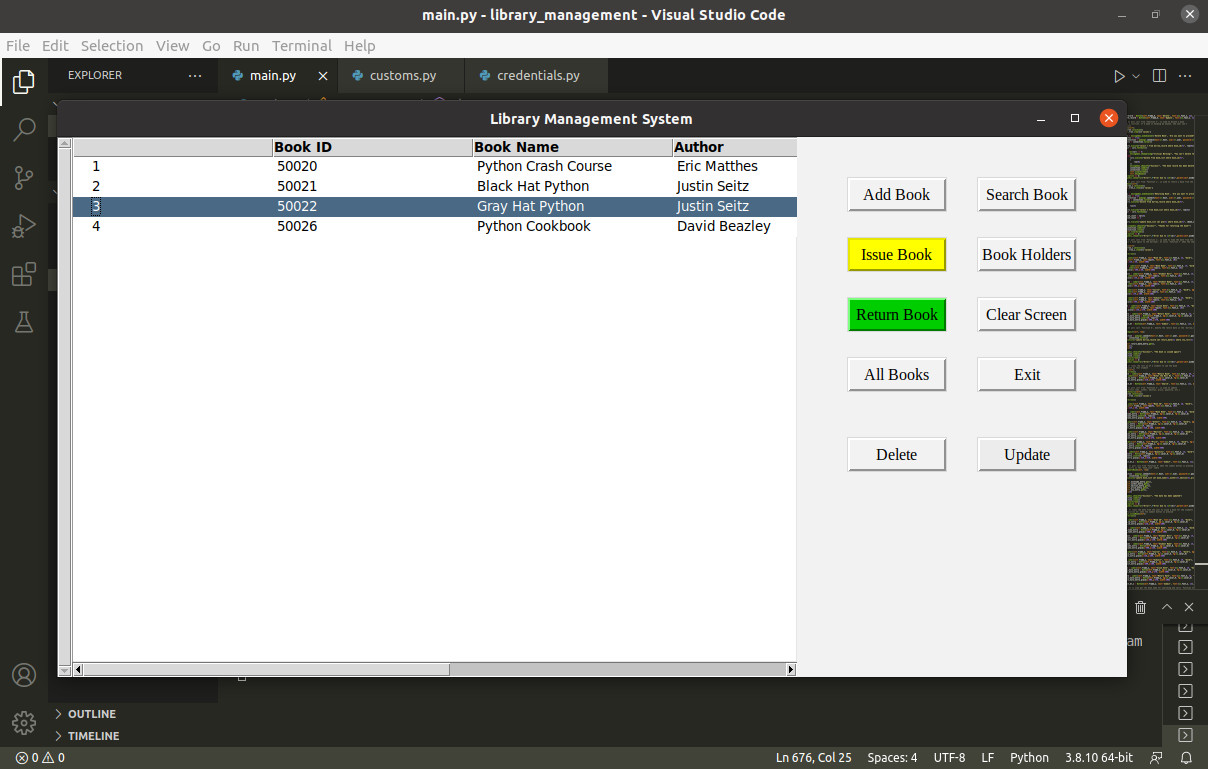 main.py - library_management - Visual Studio Code
File Edit Selection View Go Run Terminal Help
EXPLORER ··· main.py customs.py credentials.py
Library Management System
Book ID Book Name Author
1 50020 Python Crash Course Eric Matthes
2 50021 Black Hat Python Justin Seitz
3 50022 Gray Hat Python Justin Seitz
4 50026 Python Cookbook David Beazley
Add Book Search Book
Issue Book Book Holders
Return Book Clear Screen
All Books Exit
Delete Update
am
OUTLINE
TIMELINE
0 0 Ln 676, Col 25 Spaces: 4 UTF-8 LF Python 3.8.10 64-bit